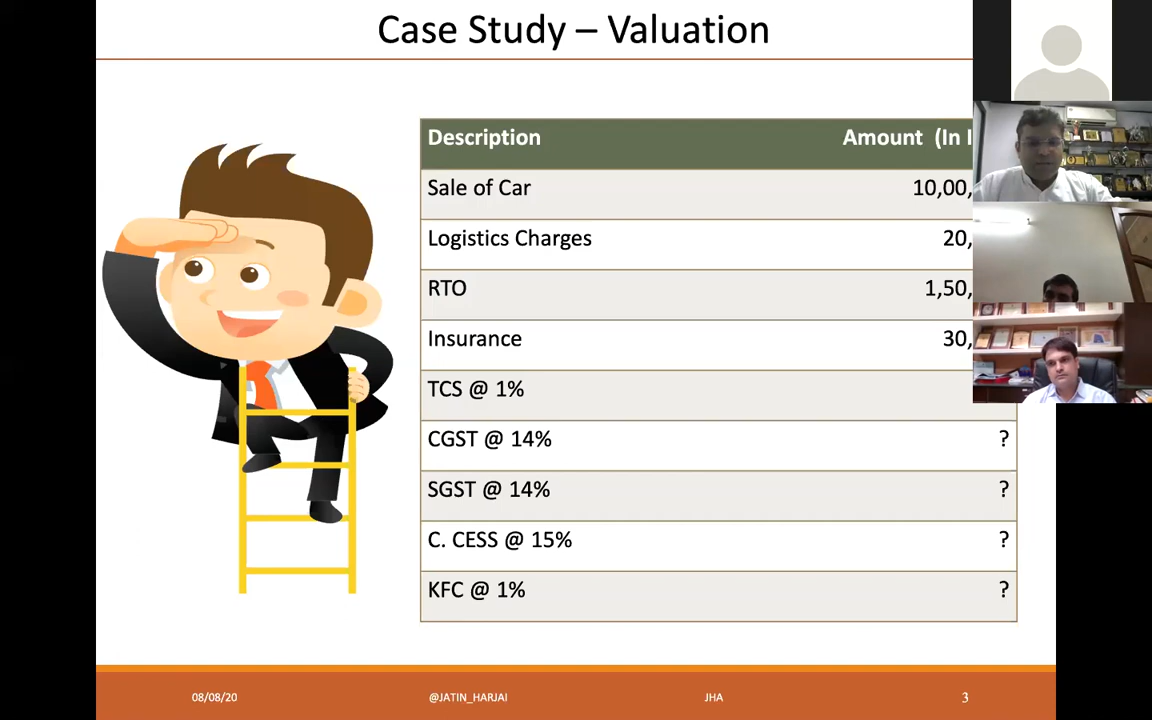 Case Study – Valuation
Description Amount (In
Sale of Car 10,00,
Logistics Charges 20,
RTO 1,50,
Insurance 30,
TCS @ 1%
CGST @ 14% ?
SGST @ 14% ?
C. CESS @ 15% ?
KFC @ 1% ?
08/08/20 @JATIN_HARJAI JHA 3